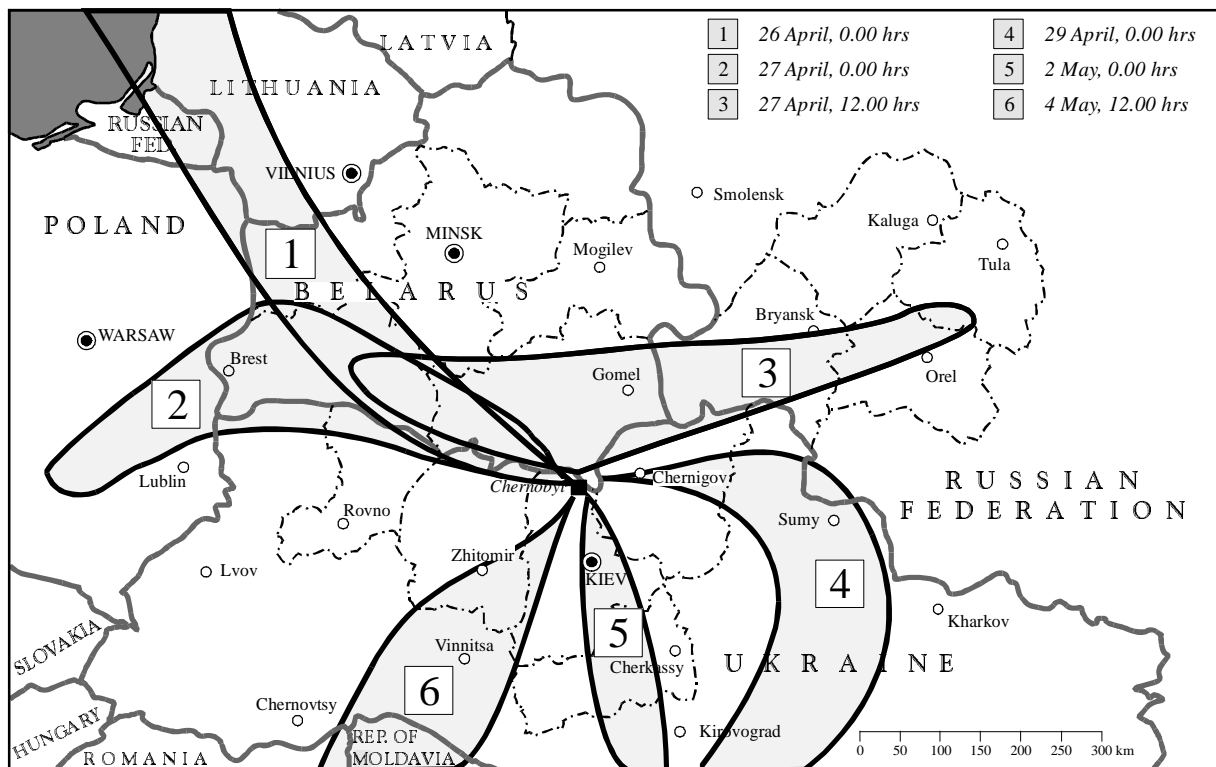 1 26 April, 0.00 hrs
2 27 April, 0.00 hrs
3 27 April, 12.00 hrs
4 29 April, 0.00 hrs
5 2 May, 0.00 hrs
6 4 May, 12.00 hrs
LATVIA
LITHUANIA
RUSSIAN
FED.
VILNIUS
Smolensk
POLAND
Kaluga
MINSK
Mogilev
Tula
1
BELARUS
Bryansk
WARSAW
Brest
Gomel
3
Orel
2
Lublin
Chernobyl
Chernigov
RUSSIAN
FEDERATION
Rovno
Sumy
Zhitomir
Lvov
KIEV
4
Kharkov
SLOVAKIA
Vinnitsa
5
Cherkassy
UKRAINE
6
Chernovtsy
HUNGARY
REP. OF
MOLDAVIA
Kirovograd
ROMANIA
0 50 100 150 200 250 300 km